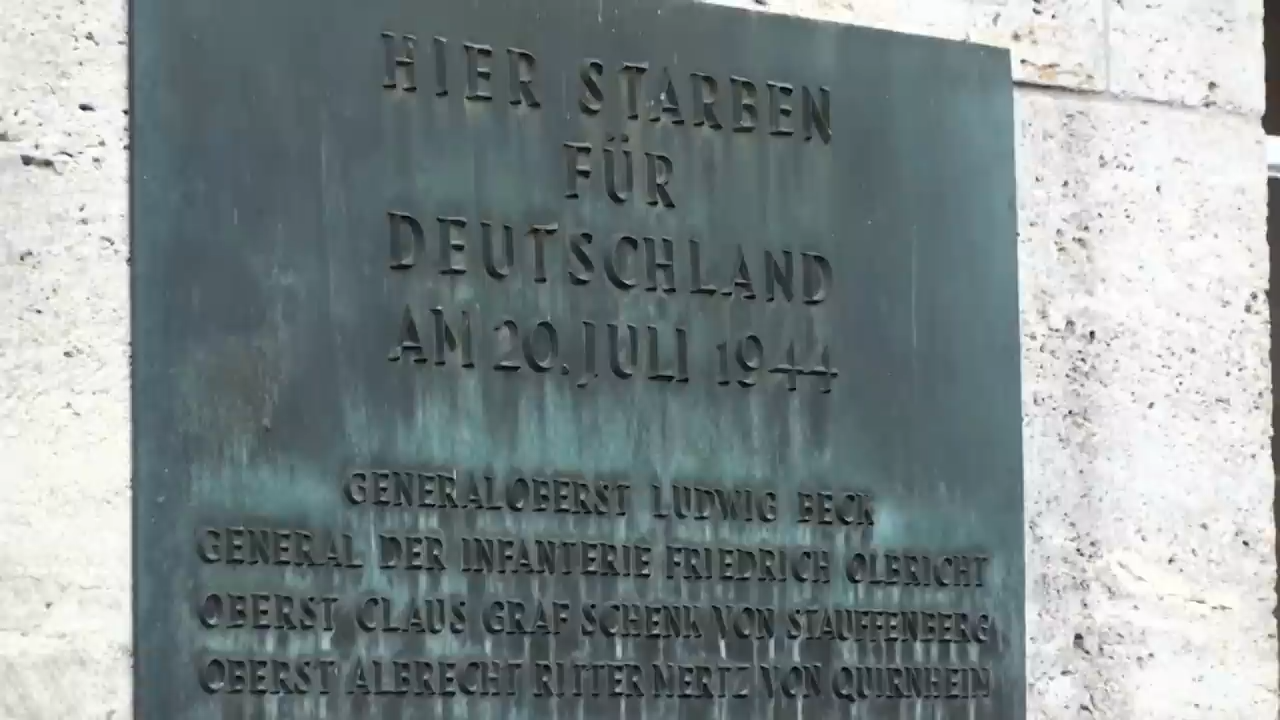 HIER STARBEN
FÜR
DEUTSCHLAND
AM 20. JULI 1944
GENERALOBERST LUDWIG BECK
GENERAL DER INFANTERIE FRIEDRICH OLBRICHT
OBERST CLAUS GRAF SCHENK VON STAUFFENBERG
OBERST ALBRECHT RITTER MERTZ VON QUIRNHEIM